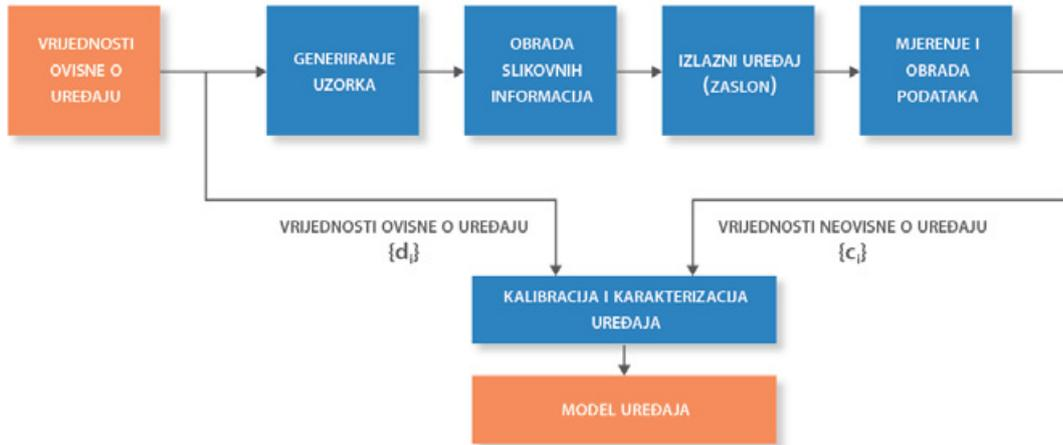 VRIJEDNOSTI
OVISNE O
UREĐAJU
GENERIRANJE
UZORKA
OBRADA
SLIKOVNIH
INFORMACIJA
IZLAZNI UREĐAJ
(ZASLON)
MJERENJE I
OBRADA
PODATAKA
VRIJEDNOSTI OVISNE O UREĐAJU
{dᵢ}
VRIJEDNOSTI NEOVISNE O UREĐAJU
{cᵢ}
KALIBRACIJA I KARAKTERIZACIJA
UREĐAJA
MODEL UREĐAJA